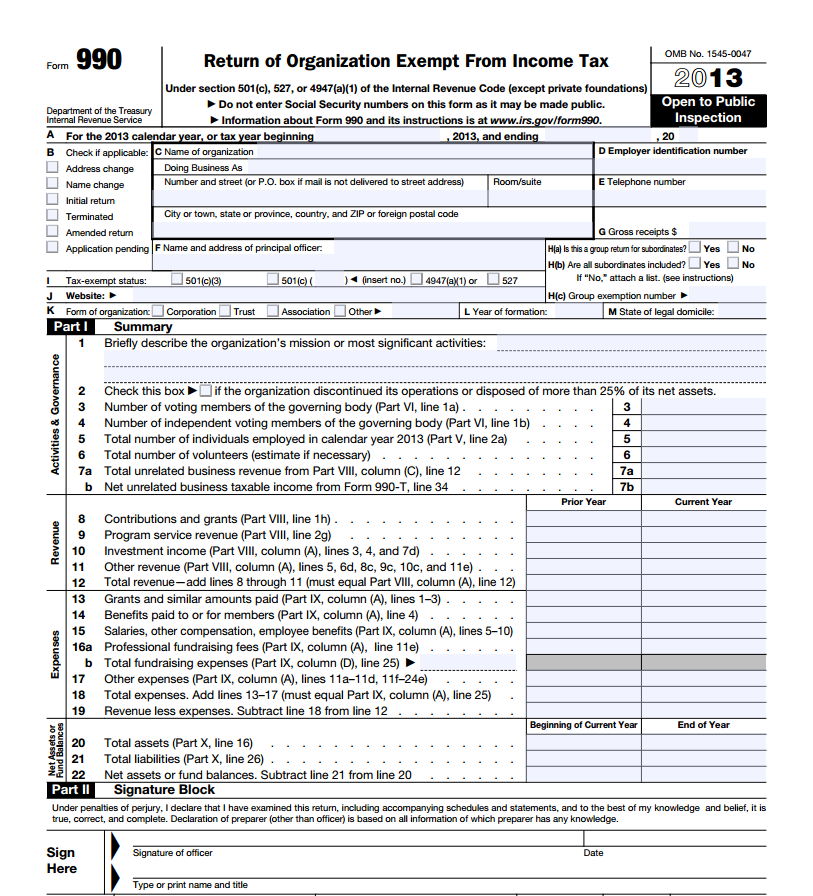 Form 990
Department of the Treasury
Internal Revenue Service
Return of Organization Exempt From Income Tax
Under section 501(c), 527, or 4947(a)(1) of the Internal Revenue Code (except private foundations)
▶ Do not enter Social Security numbers on this form as it may be made public.
▶ Information about Form 990 and its instructions is at www.irs.gov/form990.
OMB No. 1545-0047
2013
Open to Public
Inspection
A For the 2013 calendar year, or tax year beginning , 2013, and ending , 20
B Check if applicable:
Address change
Name change
Initial return
Terminated
Amended return
Application pending
C Name of organization
Doing Business As
Number and street (or P.O. box if mail is not delivered to street address) Room/suite
City or town, state or province, country, and ZIP or foreign postal code
D Employer identification number
E Telephone number
G Gross receipts $
F Name and address of principal officer:
H(a) Is this a group return for subordinates? Yes No
H(b) Are all subordinates included? Yes No
If "No," attach a list. (see instructions)
I Tax-exempt status: 501(c)(3) 501(c) ( ) ◀ (insert no.) 4947(a)(1) or 527
J Website: ▶
H(c) Group exemption number ▶
K Form of organization: Corporation Trust Association Other ▶
L Year of formation:
M State of legal domicile:
Part I Summary
Activities & Governance
1 Briefly describe the organization's mission or most significant activities:
2 Check this box ▶ if the organization discontinued its operations or disposed of more than 25% of its net assets.
3 Number of voting members of the governing body (Part VI, line 1a) . . . . . . . . . 3
4 Number of independent voting members of the governing body (Part VI, line 1b) . . . . . 4
5 Total number of individuals employed in calendar year 2013 (Part V, line 2a) . . . . . 5
6 Total number of volunteers (estimate if necessary) . . . . . . . . . . . . . . 6
7a Total unrelated business revenue from Part VIII, column (C), line 12 . . . . . . . . 7a
b Net unrelated business taxable income from Form 990-T, line 34 . . . . . . . . . 7b
Prior Year Current Year
Revenue
8 Contributions and grants (Part VIII, line 1h) . . . . . . . . . . . .
9 Program service revenue (Part VIII, line 2g) . . . . . . . . . . . .
10 Investment income (Part VIII, column (A), lines 3, 4, and 7d) . . . . . .
11 Other revenue (Part VIII, column (A), lines 5, 6d, 8c, 9c, 10c, and 11e) . . .
12 Total revenue—add lines 8 through 11 (must equal Part VIII, column (A), line 12)
Expenses
13 Grants and similar amounts paid (Part IX, column (A), lines 1–3) . . . . .
14 Benefits paid to or for members (Part IX, column (A), line 4) . . . . . .
15 Salaries, other compensation, employee benefits (Part IX, column (A), lines 5–10)
16a Professional fundraising fees (Part IX, column (A), line 11e) . . . . . .
b Total fundraising expenses (Part IX, column (D), line 25) ▶
17 Other expenses (Part IX, column (A), lines 11a–11d, 11f–24e) . . . . .
18 Total expenses. Add lines 13–17 (must equal Part IX, column (A), line 25) .
19 Revenue less expenses. Subtract line 18 from line 12 . . . . . . . .
Net Assets or
Fund Balances
Beginning of Current Year End of Year
20 Total assets (Part X, line 16) . . . . . . . . . . . . . . . .
21 Total liabilities (Part X, line 26) . . . . . . . . . . . . . . . .
22 Net assets or fund balances. Subtract line 21 from line 20 . . . . . .
Part II Signature Block
Under penalties of perjury, I declare that I have examined this return, including accompanying schedules and statements, and to the best of my knowledge and belief, it is
true, correct, and complete. Declaration of preparer (other than officer) is based on all information of which preparer has any knowledge.
Sign
Here
Signature of officer Date
Type or print name and title